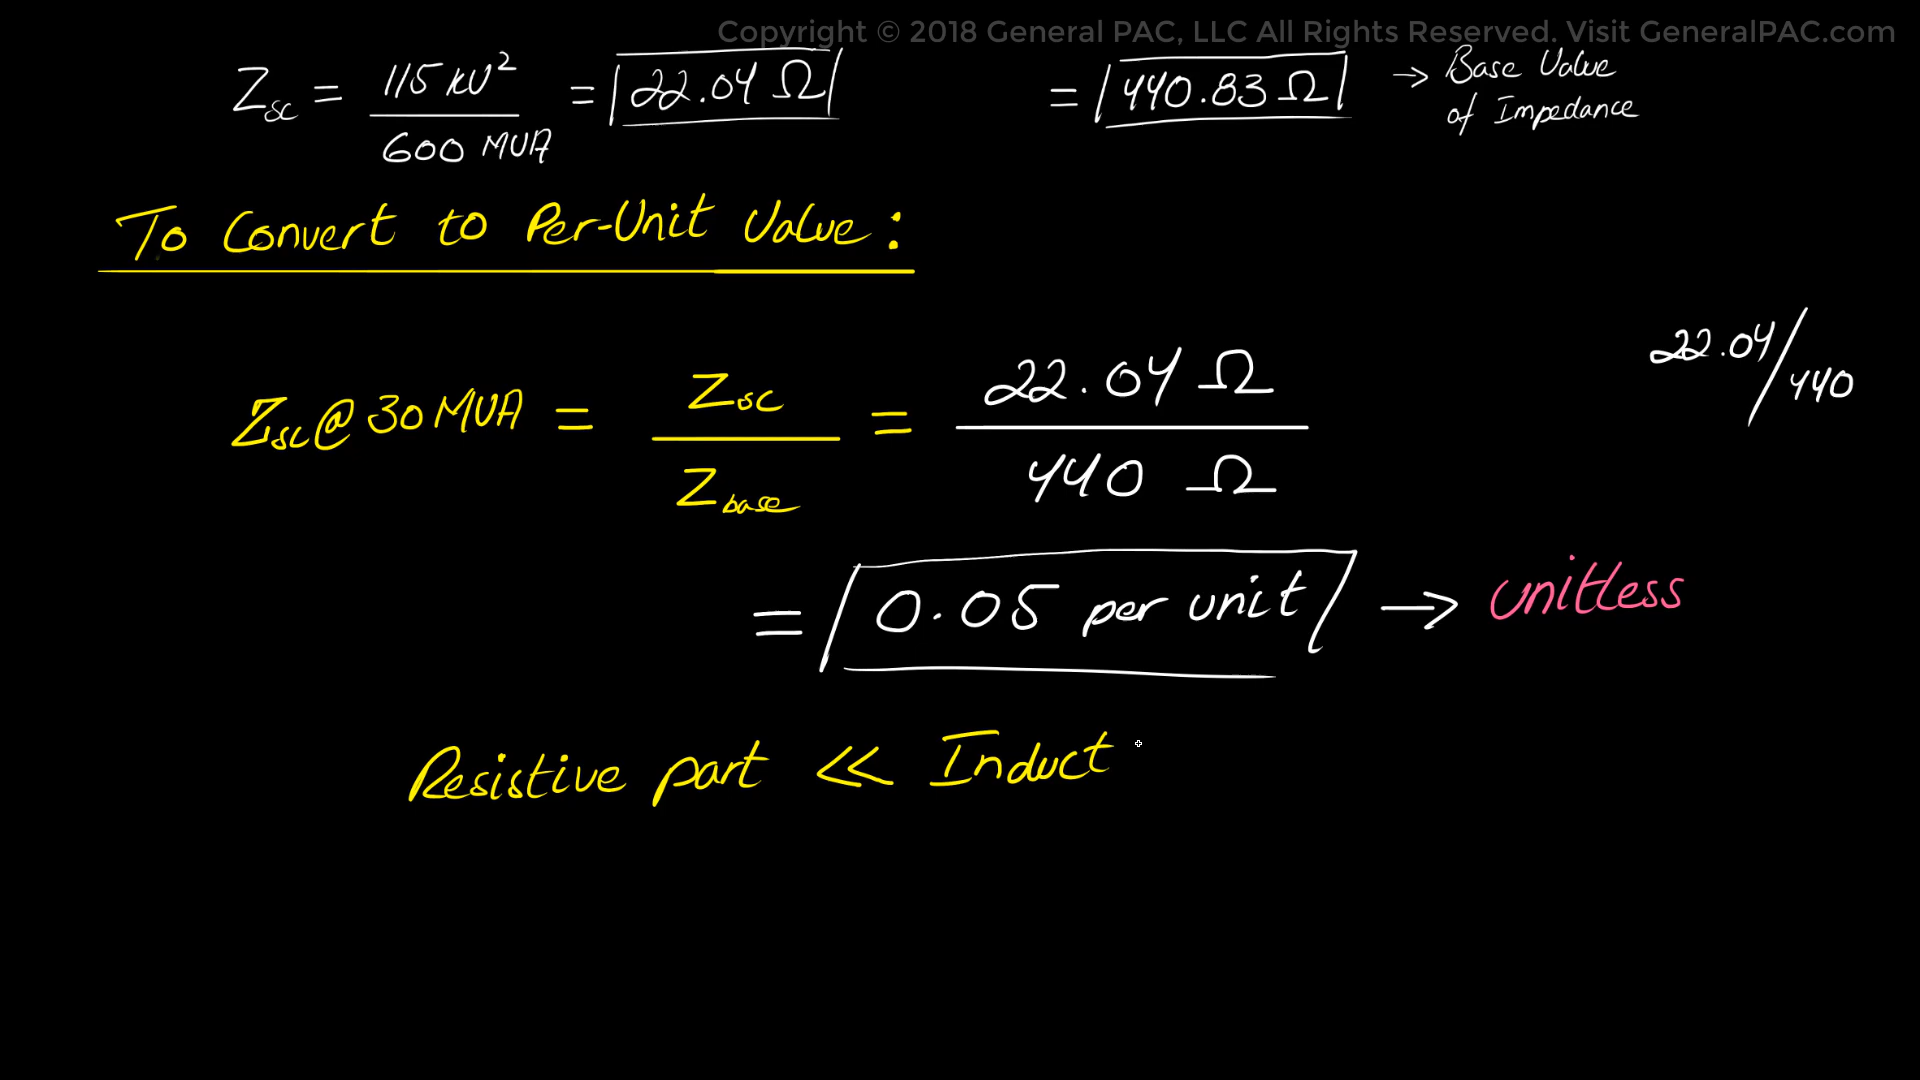 Copyright © 2018 General PAC, LLC All Rights Reserved. Visit GeneralPAC.com
Zsc = 115 kV² / 600 MVA = 22.04 Ω
= 440.83 Ω → Base Value of Impedance
To Convert to Per-Unit Value:
22.04/440
Zsc@30MVA = Zsc / Zbase = 22.04 Ω / 440 Ω
= 0.05 per unit → unitless
Resistive part << Induct